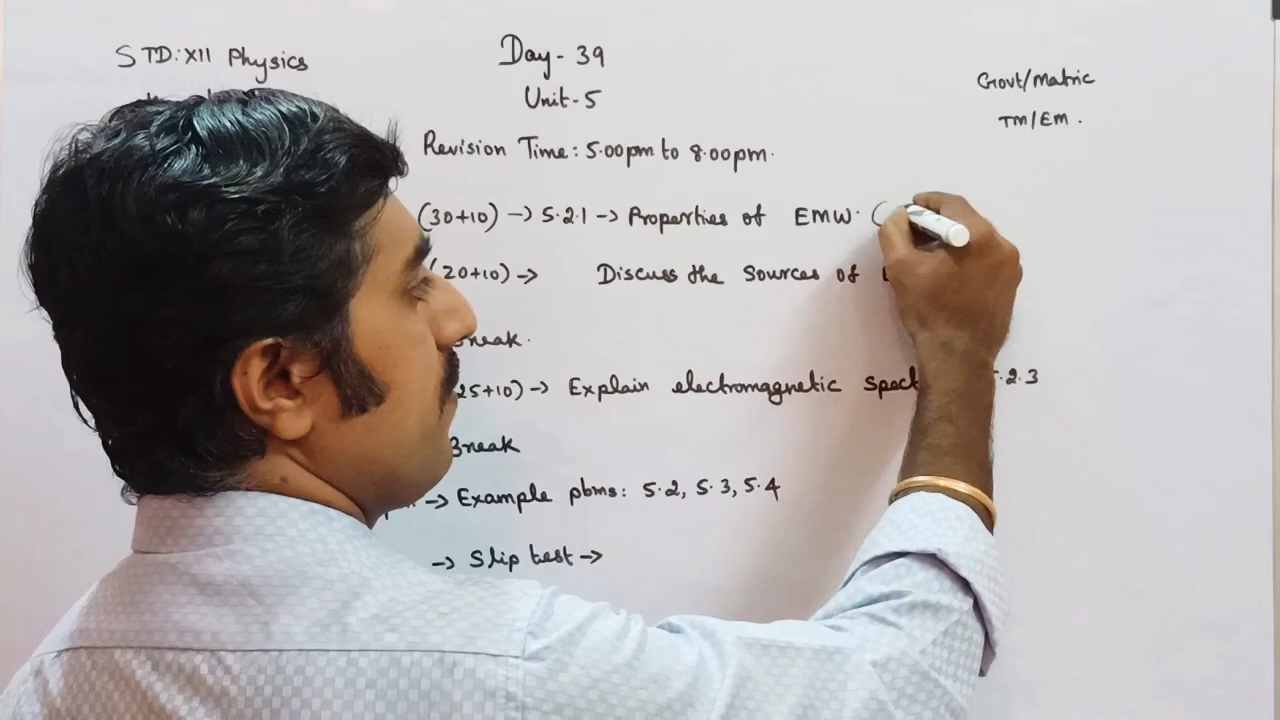 STD: XII Physics
Day - 39
Unit - 5
Govt/Matric
TM/EM.
Revision Time: 5.00pm to 8.00pm.
(30+10) → 5.2.1 → Properties of EMW. (
(20+10) → Discuss the Sources of
Break.
25+10) → Explain electromagnetic spect .2.3
Break
→ Example pbms: 5.2, 5.3, 5.4
→ Slip test →